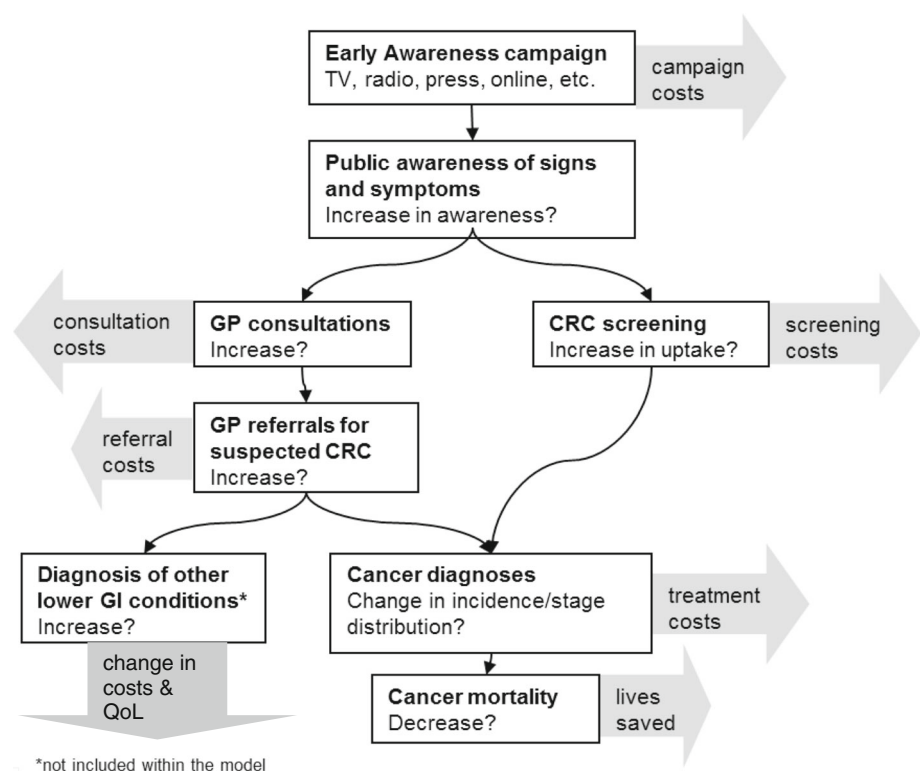 Early Awareness campaign
TV, radio, press, online, etc.
campaign
costs
Public awareness of signs
and symptoms
Increase in awareness?
consultation
costs
GP consultations
Increase?
CRC screening
Increase in uptake?
screening
costs
referral
costs
GP referrals for
suspected CRC
Increase?
Diagnosis of other
lower GI conditions*
Increase?
Cancer diagnoses
Change in incidence/stage
distribution?
treatment
costs
change in
costs &
QoL
Cancer mortality
Decrease?
lives
saved
*not included within the model